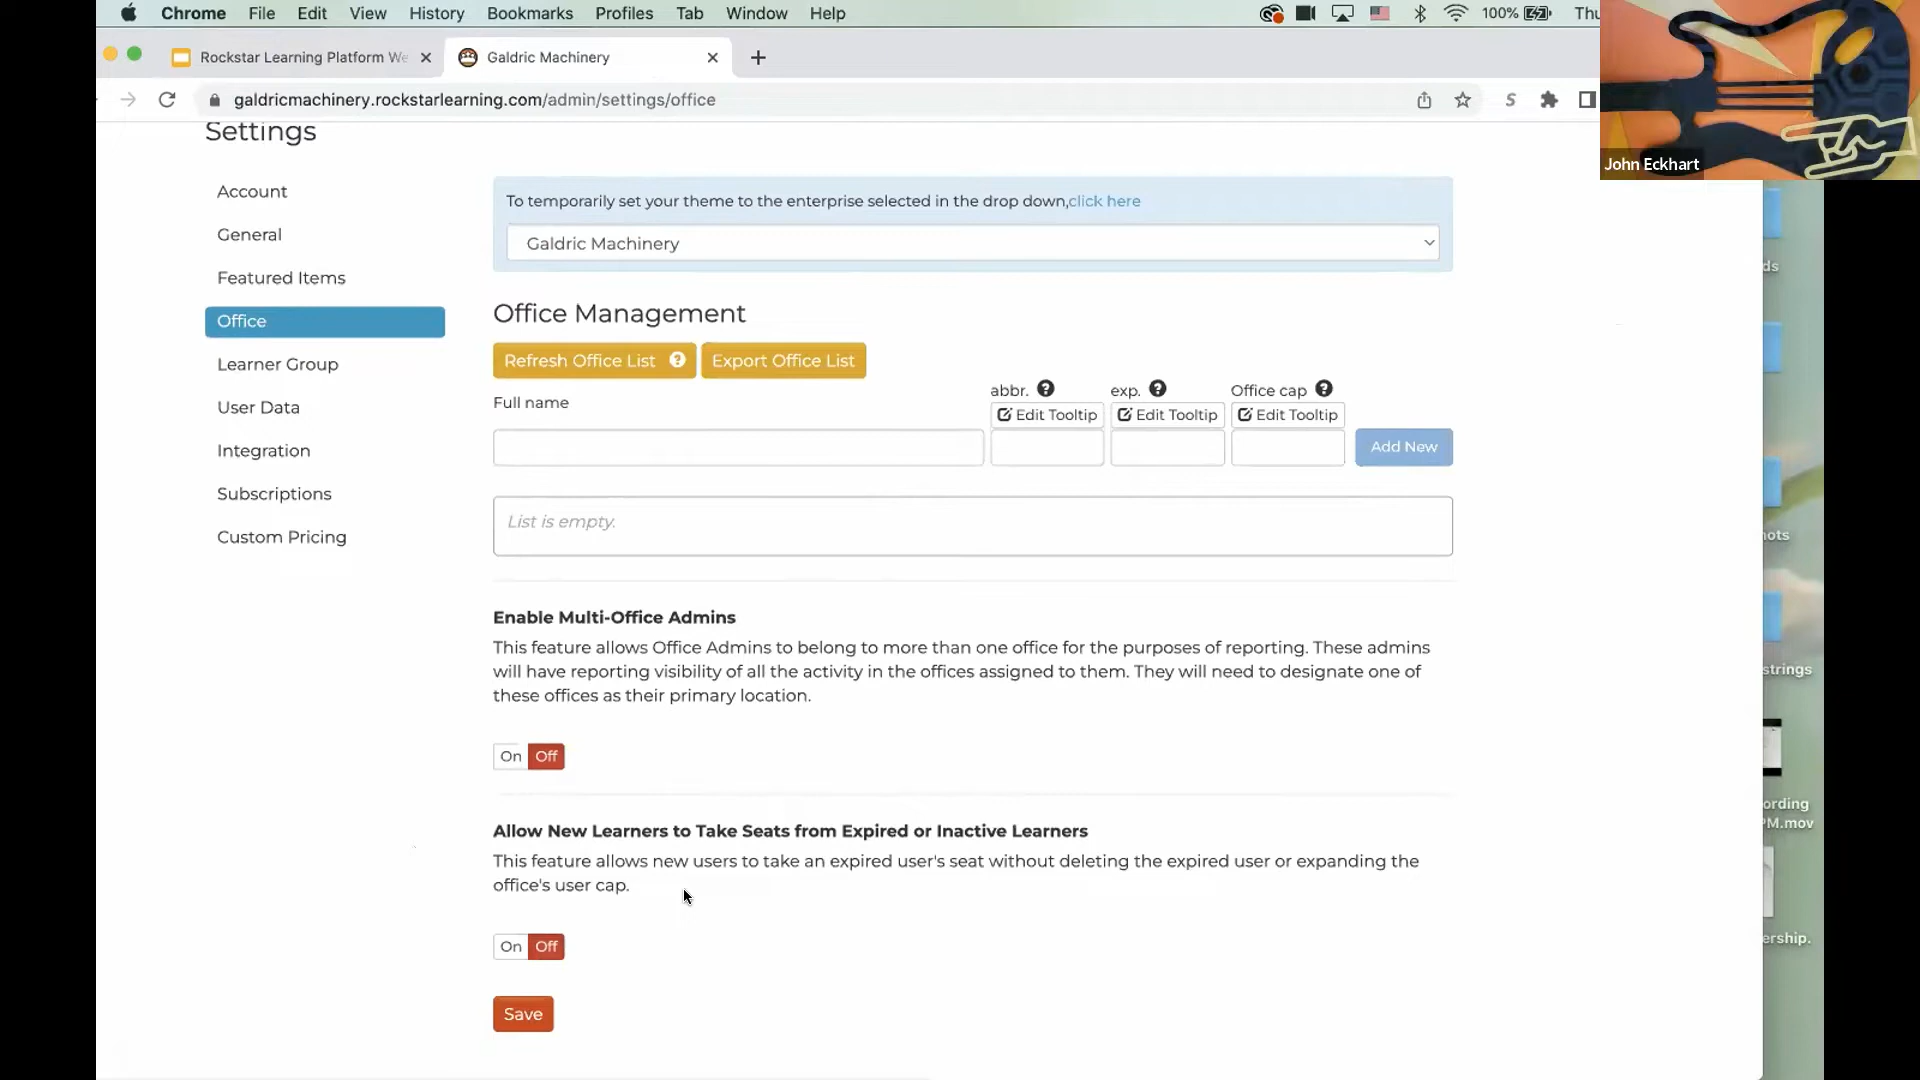 Chrome File Edit View History Bookmarks Profiles Tab Window Help 100% Thu
Rockstar Learning Platform We
Galdric Machinery
galdricmachinery.rockstarlearning.com/admin/settings/office
John Eckhart
Settings
Account
General
Featured Items
Office
Learner Group
User Data
Integration
Subscriptions
Custom Pricing
To temporarily set your theme to the enterprise selected in the drop down,click here
Galdric Machinery
Office Management
Refresh Office List ?
Export Office List
Full name
abbr. ?
exp. ?
Office cap ?
Edit Tooltip
Edit Tooltip
Edit Tooltip
Add New
List is empty.
Enable Multi-Office Admins
This feature allows Office Admins to belong to more than one office for the purposes of reporting. These admins
will have reporting visibility of all the activity in the offices assigned to them. They will need to designate one of
these offices as their primary location.
On Off
Allow New Learners to Take Seats from Expired or Inactive Learners
This feature allows new users to take an expired user's seat without deleting the expired user or expanding the
office's user cap.
On Off
Save
ds
nots
strings
ording
PM.mov
ership.